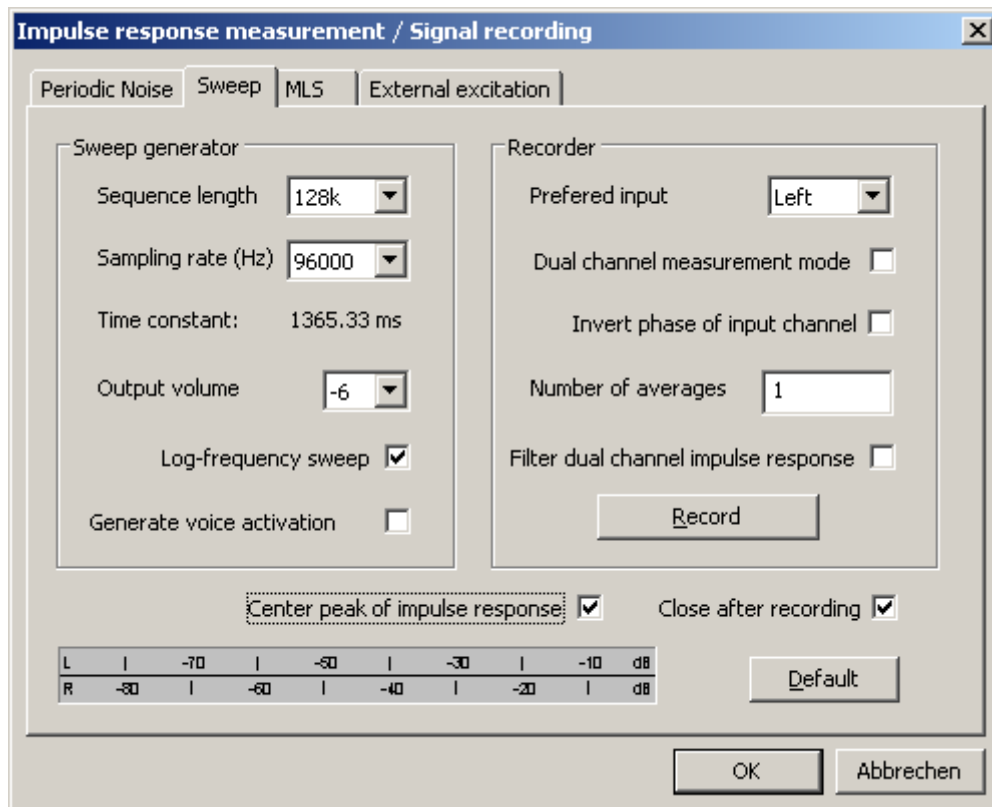 Impulse response measurement / Signal recording
Periodic Noise Sweep MLS External excitation
Sweep generator
Sequence length 128k
Sampling rate (Hz) 96000
Time constant: 1365.33 ms
Output volume -6
Log-frequency sweep
Generate voice activation
Recorder
Prefered input Left
Dual channel measurement mode
Invert phase of input channel
Number of averages 1
Filter dual channel impulse response
Record
Center peak of impulse response
Close after recording
L | -70 | -50 | -30 | -10 dB
R -80 | -60 | -40 | -20 | dB
Default
OK Abbrechen